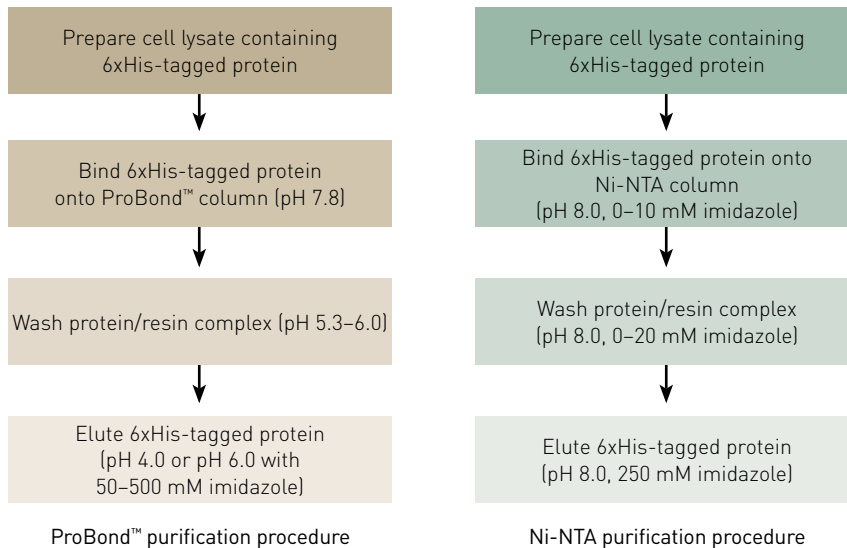 Prepare cell lysate containing
6xHis-tagged protein
Bind 6xHis-tagged protein
onto ProBond™ column (pH 7.8)
Wash protein/resin complex (pH 5.3–6.0)
Elute 6xHis-tagged protein
(pH 4.0 or pH 6.0 with
50–500 mM imidazole)
ProBond™ purification procedure
Prepare cell lysate containing
6xHis-tagged protein
Bind 6xHis-tagged protein onto
Ni-NTA column
(pH 8.0, 0–10 mM imidazole)
Wash protein/resin complex
(pH 8.0, 0–20 mM imidazole)
Elute 6xHis-tagged protein
(pH 8.0, 250 mM imidazole)
Ni-NTA purification procedure